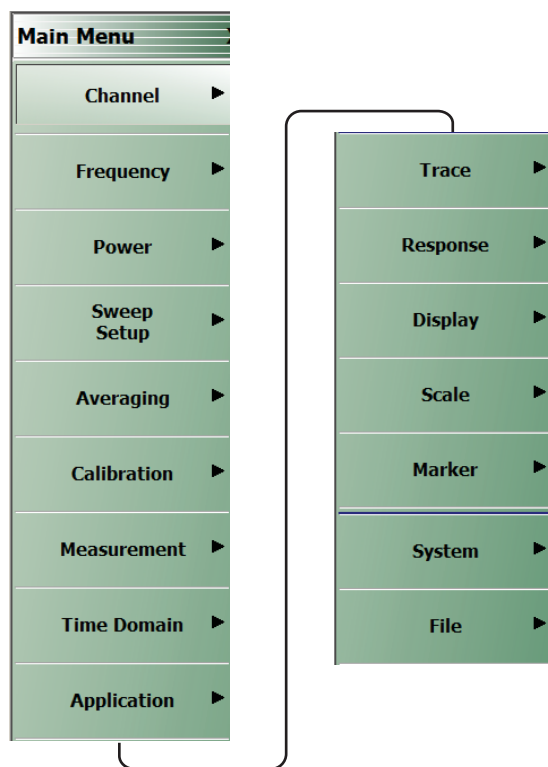 Main Menu
Channel
Frequency
Power
Sweep
Setup
Averaging
Calibration
Measurement
Time Domain
Application
Trace
Response
Display
Scale
Marker
System
File